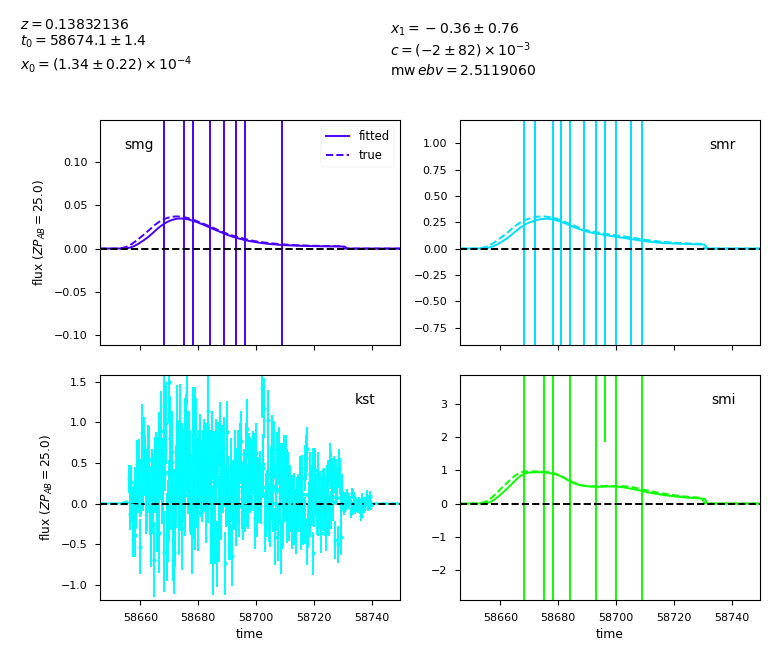 z = 0.13832136
t₀ = 58674.1 ± 1.4
x₀ = (1.34 ± 0.22) × 10⁻⁴
x₁ = −0.36 ± 0.76
c = (−2 ± 82) × 10⁻³
mw ebv = 2.5119060
smg
fitted
true
0.10
0.05
0.00
−0.05
−0.10
flux (ZP_AB = 25.0)
smr
1.00
0.75
0.50
0.25
0.00
−0.25
−0.50
−0.75
kst
1.5
1.0
0.5
0.0
−0.5
−1.0
flux (ZP_AB = 25.0)
58660 58680 58700 58720 58740
time
smi
3
2
1
0
−1
−2
58660 58680 58700 58720 58740
time